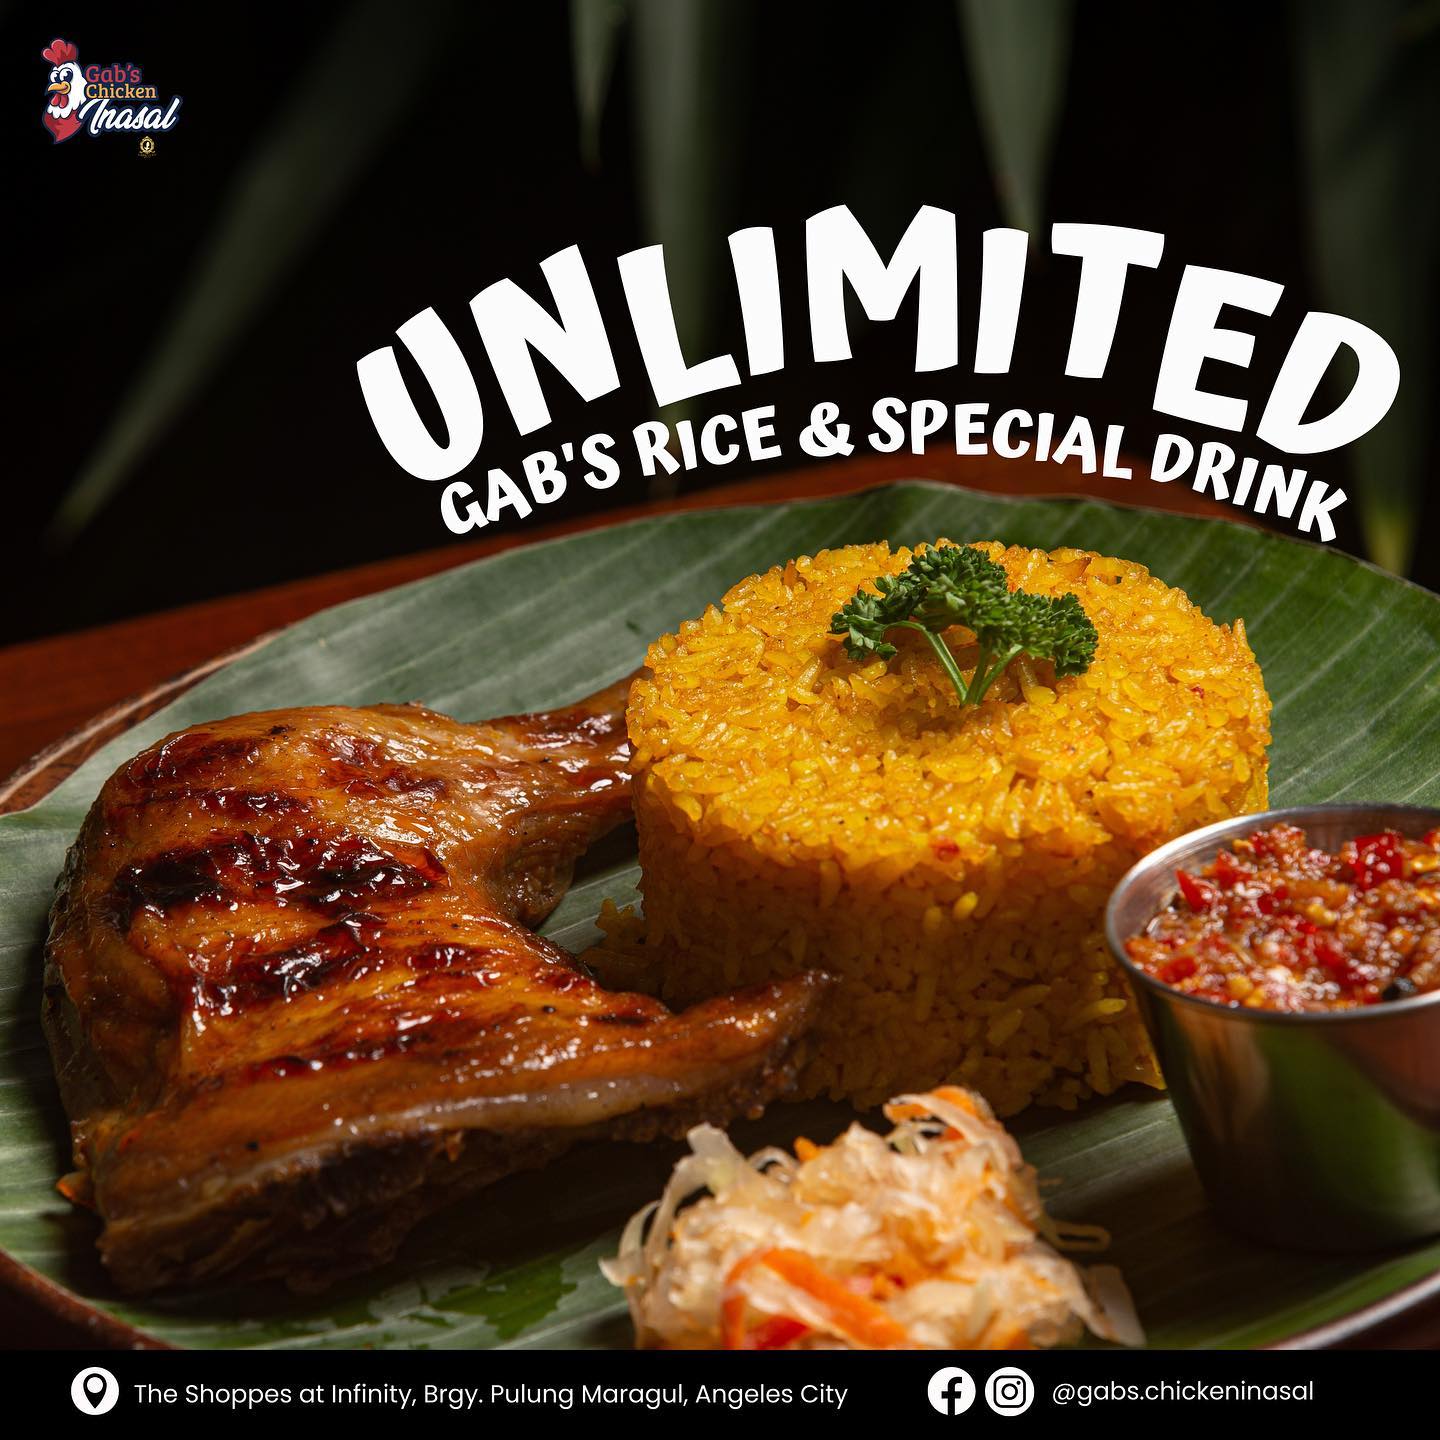 Gab's
Chicken
Inasal
UNLIMITED
GAB'S RICE & SPECIAL DRINK
The Shoppes at Infinity, Brgy. Pulung Maragul, Angeles City
@gabs.chickeninasal